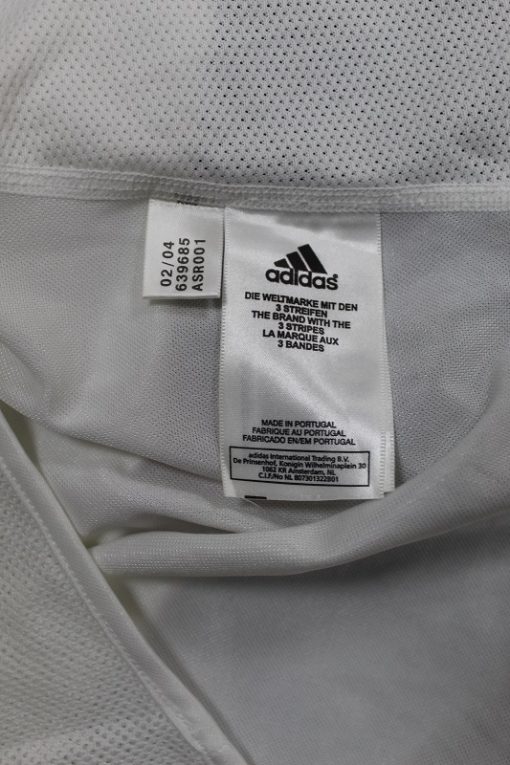 02/04
639685
ASR001
adidas®
DIE WELTMARKE MIT DEN
3 STREIFEN
THE BRAND WITH THE
3 STRIPES
LA MARQUE AUX
3 BANDES
MADE IN PORTUGAL
FABRIQUE AU PORTUGAL
FABRICADO EN/EM PORTUGAL
adidas International Trading B.V.
De Prinsenhof, Konigin Wilhelminaplein 30
1062 KR Amsterdam, NL
C.I.F./No NL 807301322B01